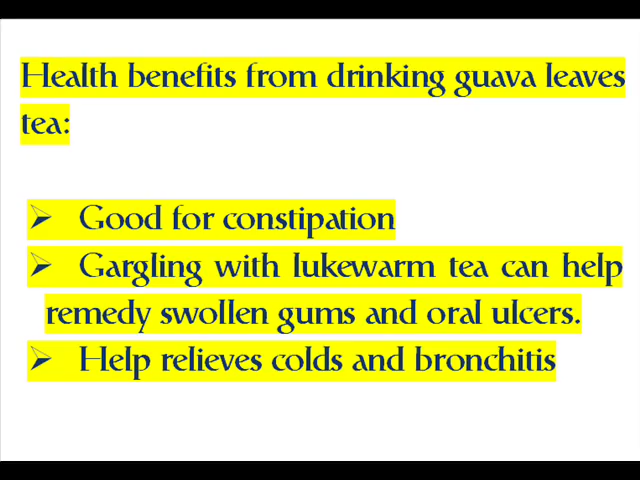 Health benefits from drinking guava leaves
tea:
➢ Good for constipation
➢ Gargling with lukewarm tea can help
remedy swollen gums and oral ulcers.
➢ Help relieves colds and bronchitis